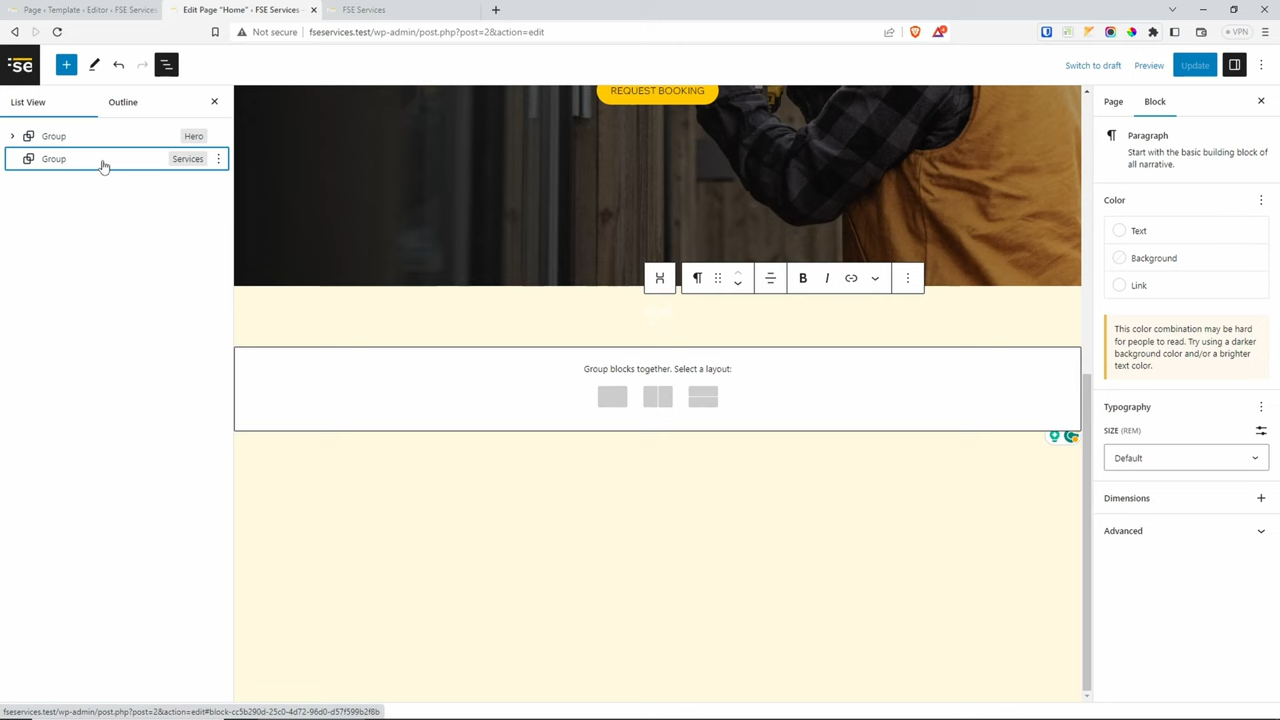 Page ‹ Template ‹ Editor ‹ FSE Services
Edit Page "Home" ‹ FSE Services
FSE Services
Not secure
fseservices.test/wp-admin/post.php?post=2&action=edit
VPN
:se
Switch to draft
Preview
Update
List View
Outline
Group
Hero
Group
Services
REQUEST BOOKING
B
I
Group blocks together. Select a layout:
Page
Block
Paragraph
Start with the basic building block of
all narrative.
Color
Text
Background
Link
This color combination may be hard
for people to read. Try using a darker
background color and/or a brighter
text color.
Typography
SIZE (REM)
Default
Dimensions
Advanced
fseservices.test/wp-admin/post.php?post=2&action=edit#block-cc5b290d-25c0-4d72-96d0-d57f599b2f8b